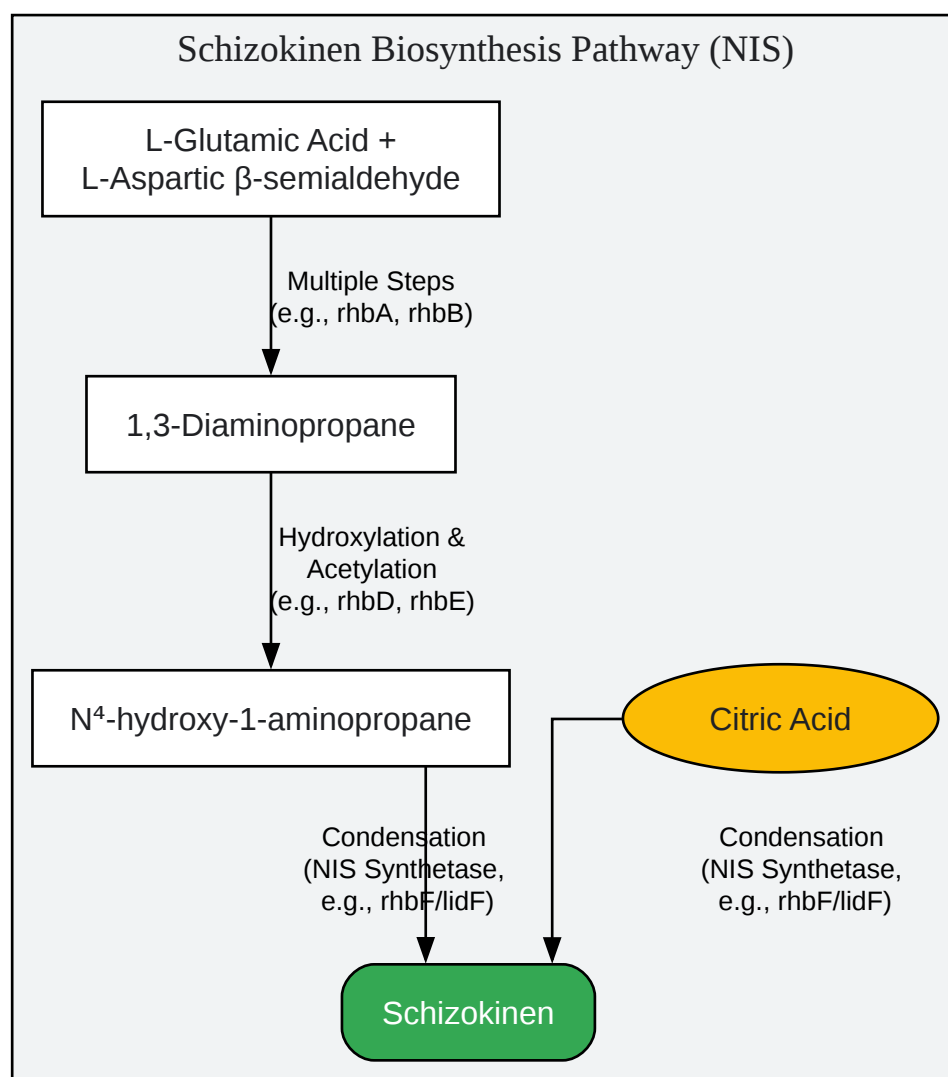 Schizokinen Biosynthesis Pathway (NIS)
L-Glutamic Acid +
L-Aspartic β-semialdehyde
Multiple Steps
(e.g., rhbA, rhbB)
1,3-Diaminopropane
Hydroxylation &
Acetylation
(e.g., rhbD, rhbE)
N⁴-hydroxy-1-aminopropane
Citric Acid
Condensation
(NIS Synthetase,
e.g., rhbF/lidF)
Condensation
(NIS Synthetase,
e.g., rhbF/lidF)
Schizokinen